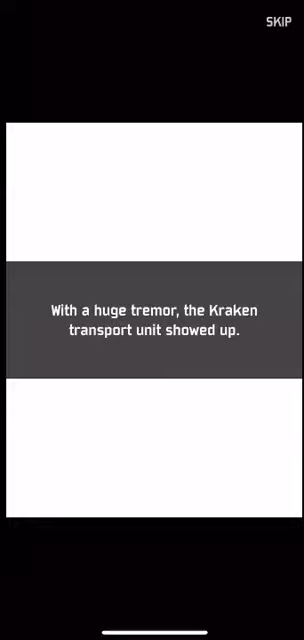 SKIP
With a huge tremor, the Kraken
transport unit showed up.